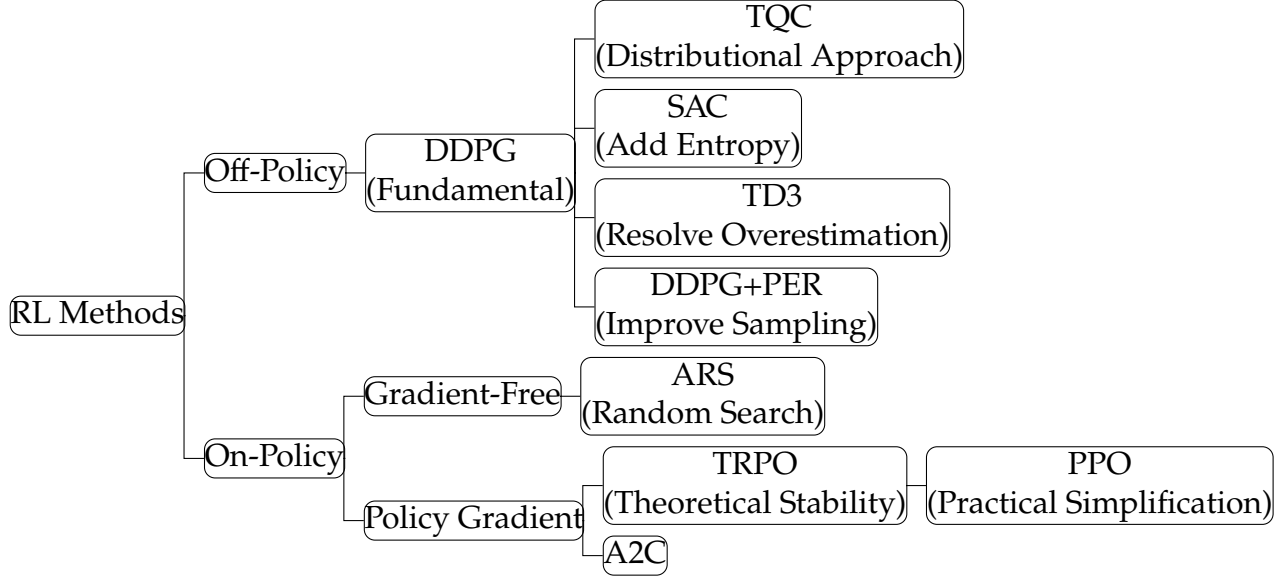 TQC
(Distributional Approach)
SAC
(Add Entropy)
Off-Policy
DDPG
(Fundamental)
TD3
(Resolve Overestimation)
DDPG+PER
(Improve Sampling)
RL Methods
Gradient-Free
ARS
(Random Search)
On-Policy
TRPO
(Theoretical Stability)
PPO
(Practical Simplification)
Policy Gradient
A2C